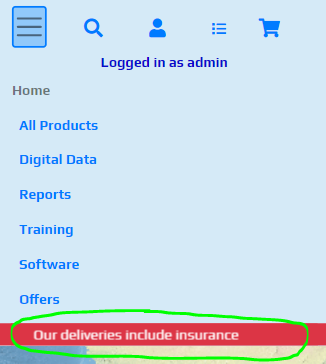 Logged in as admin
Home
All Products
Digital Data
Reports
Training
Software
Offers
Our deliveries include insurance